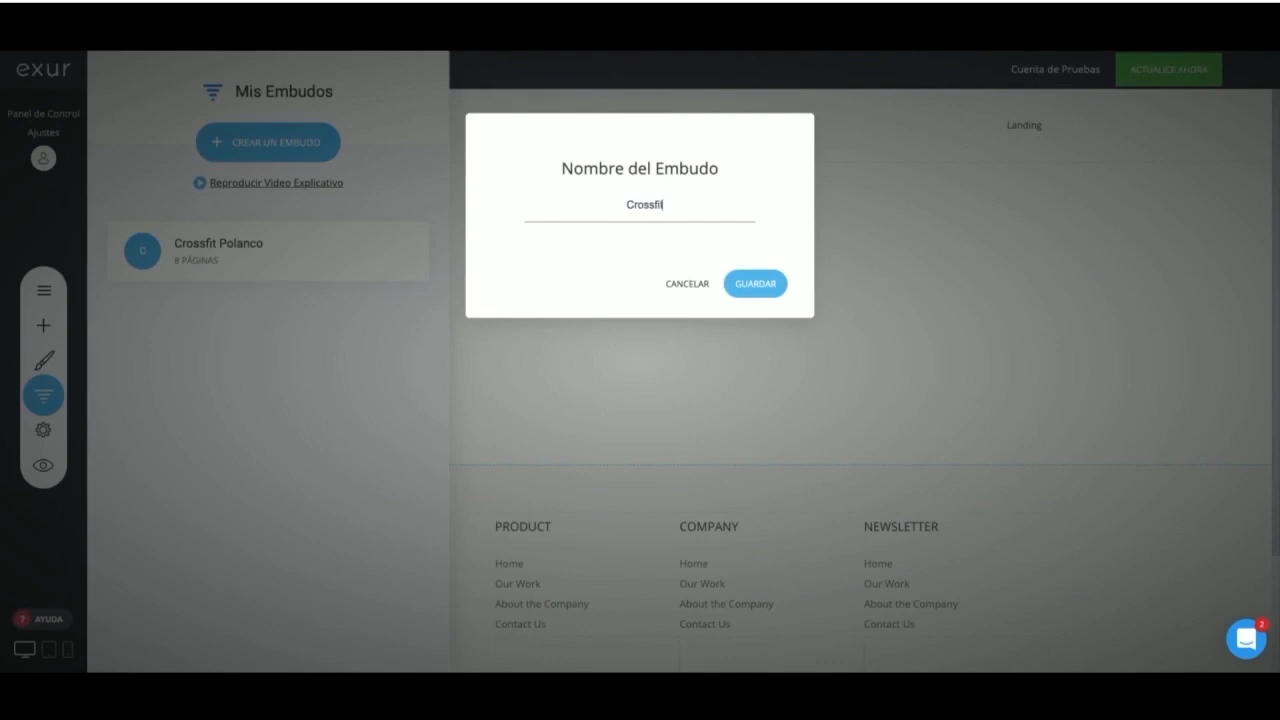 exur
Panel de Control
Ajustes
Mis Embudos
+ CREAR UN EMBUDO
Reproducir Video Explicativo
C
Crossfit Polanco
8 PÁGINAS
Cuenta de Pruebas
ACTUALICE AHORA
Landing
Nombre del Embudo
Crossfit
CANCELAR
GUARDAR
PRODUCT
Home
Our Work
About the Company
Contact Us
COMPANY
Home
Our Work
About the Company
Contact Us
NEWSLETTER
Home
Our Work
About the Company
Contact Us
? AYUDA
2